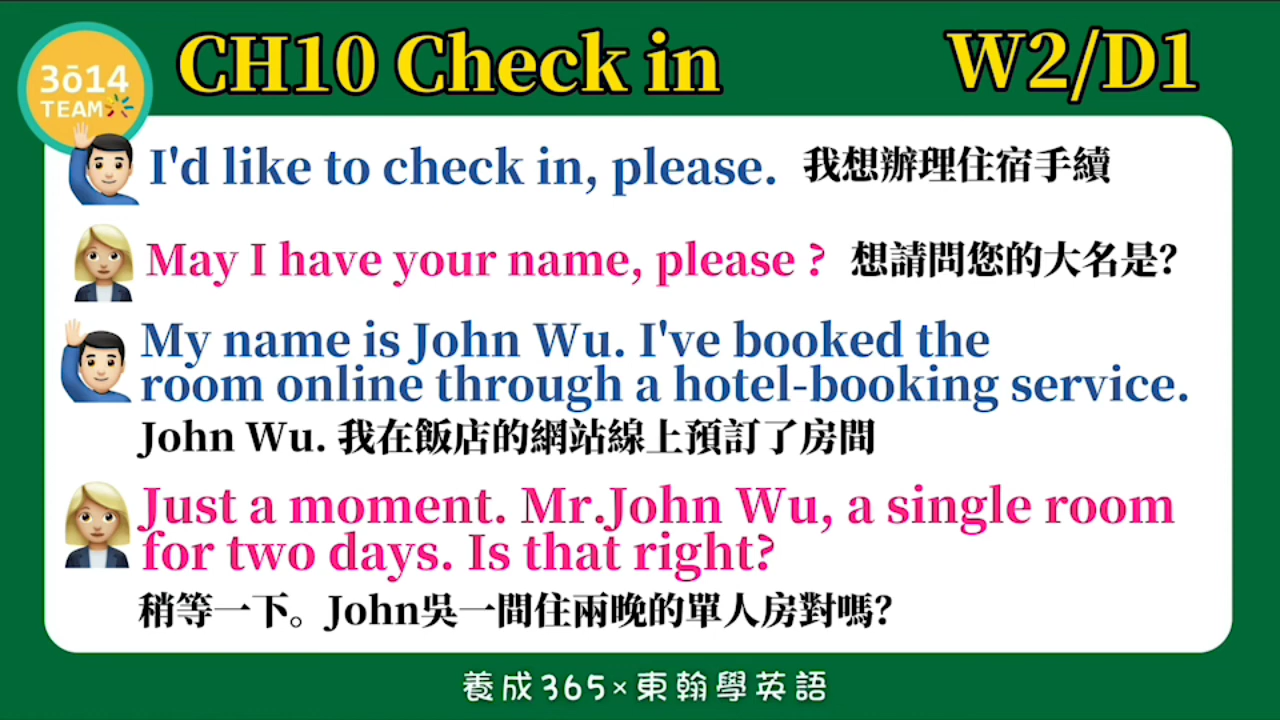 3ō14
TEAM
CH10 Check in
W2/D1
I'd like to check in, please. 我想辦理住宿手續
May I have your name, please ? 想請問您的大名是?
My name is John Wu. I've booked the
room online through a hotel-booking service.
John Wu. 我在飯店的網站線上預訂了房間
Just a moment. Mr.John Wu, a single room
for two days. Is that right?
稍等一下。John吳一間住兩晚的單人房對嗎?
養成365×東翰學英語